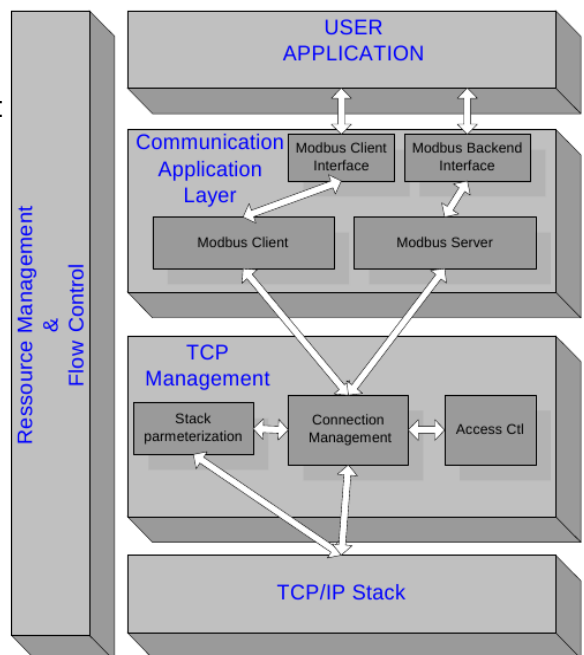 USER
APPLICATION
:
Communication
Application
Layer
Modbus Client
Interface
Modbus Backend
Interface
Modbus Client
Modbus Server
Ressource Management
&
Flow Control
TCP
Management
Stack
parmeterization
Connection
Management
Access Ctl
TCP/IP Stack